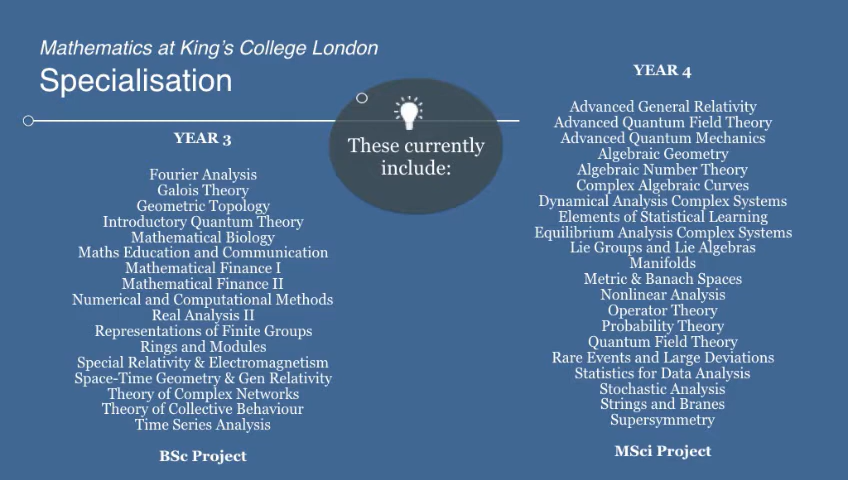 Mathematics at King's College London
Specialisation
These currently
include:
YEAR 3
Fourier Analysis
Galois Theory
Geometric Topology
Introductory Quantum Theory
Mathematical Biology
Maths Education and Communication
Mathematical Finance I
Mathematical Finance II
Numerical and Computational Methods
Real Analysis II
Representations of Finite Groups
Rings and Modules
Special Relativity & Electromagnetism
Space-Time Geometry & Gen Relativity
Theory of Complex Networks
Theory of Collective Behaviour
Time Series Analysis
BSc Project
YEAR 4
Advanced General Relativity
Advanced Quantum Field Theory
Advanced Quantum Mechanics
Algebraic Geometry
Algebraic Number Theory
Complex Algebraic Curves
Dynamical Analysis Complex Systems
Elements of Statistical Learning
Equilibrium Analysis Complex Systems
Lie Groups and Lie Algebras
Manifolds
Metric & Banach Spaces
Nonlinear Analysis
Operator Theory
Probability Theory
Quantum Field Theory
Rare Events and Large Deviations
Statistics for Data Analysis
Stochastic Analysis
Strings and Branes
Supersymmetry
MSci Project